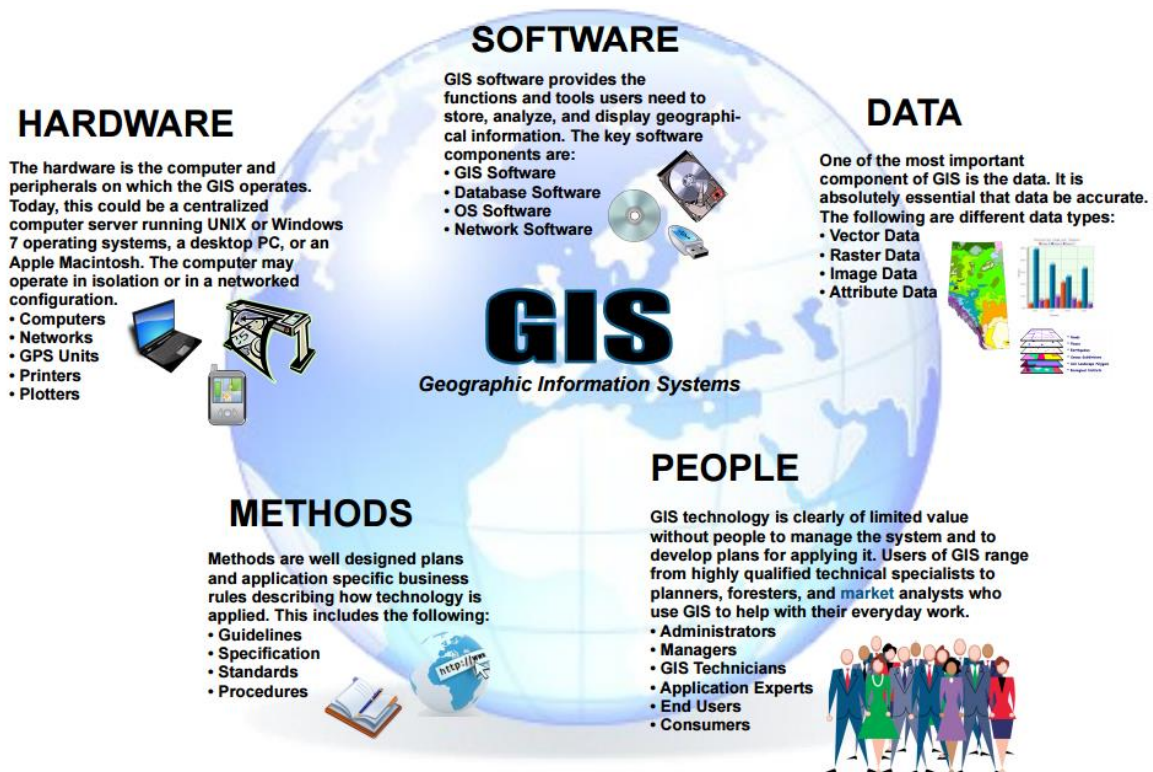 SOFTWARE
GIS software provides the
functions and tools users need to
store, analyze, and display geographi-
cal information. The key software
components are:
• GIS Software
• Database Software
• OS Software
• Network Software
HARDWARE
The hardware is the computer and
peripherals on which the GIS operates.
Today, this could be a centralized
computer server running UNIX or Windows
7 operating systems, a desktop PC, or an
Apple Macintosh. The computer may
operate in isolation or in a networked
configuration.
• Computers
• Networks
• GPS Units
• Printers
• Plotters
DATA
One of the most important
component of GIS is the data. It is
absolutely essential that data be accurate.
The following are different data types:
• Vector Data
• Raster Data
• Image Data
• Attribute Data
GIS
Geographic Information Systems
METHODS
Methods are well designed plans
and application specific business
rules describing how technology is
applied. This includes the following:
• Guidelines
• Specification
• Standards
• Procedures
http://www
PEOPLE
GIS technology is clearly of limited value
without people to manage the system and to
develop plans for applying it. Users of GIS range
from highly qualified technical specialists to
planners, foresters, and market analysts who
use GIS to help with their everyday work.
• Administrators
• Managers
• GIS Technicians
• Application Experts
• End Users
• Consumers